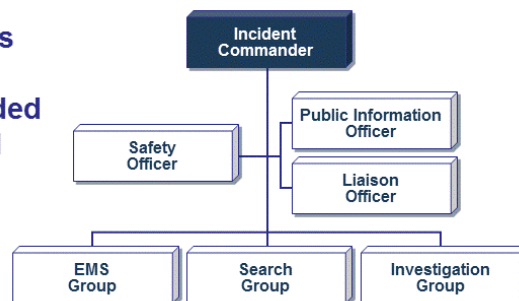 Incident
Commander
Public Information
Officer
Safety
Officer
Liaison
Officer
EMS
Group
Search
Group
Investigation
Group